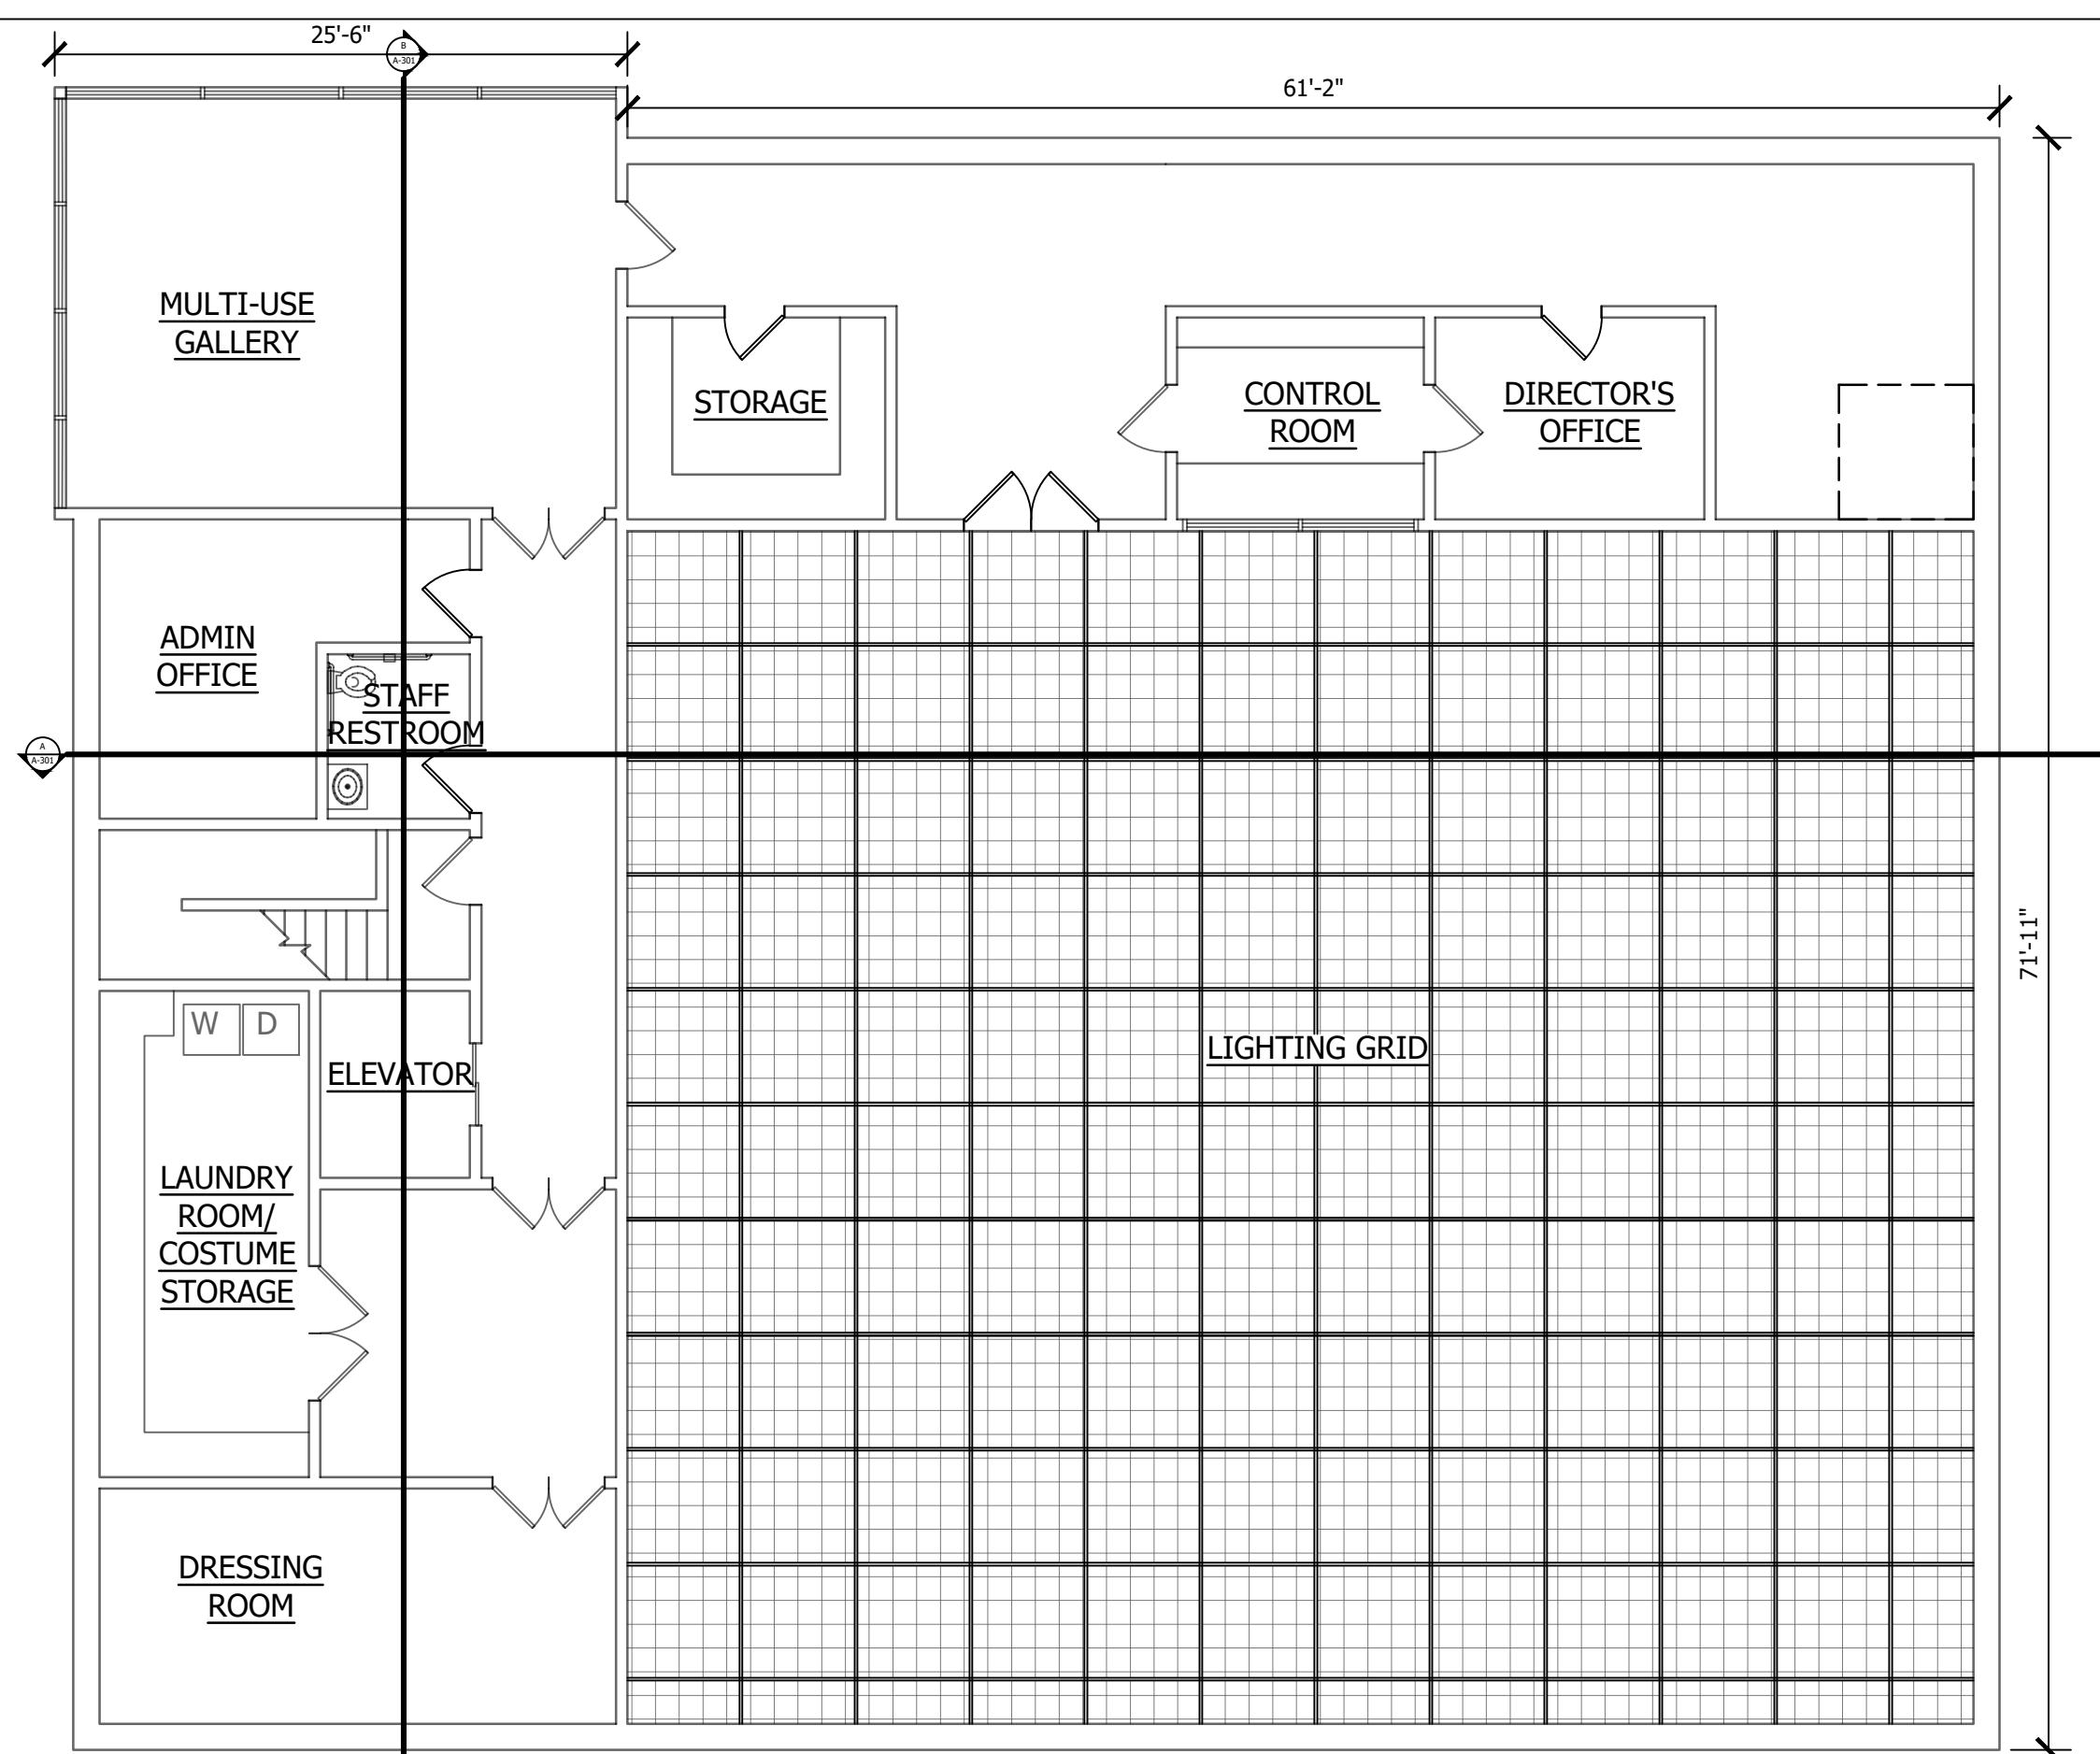 25'-6"
B
A-301
61'-2"
MULTI-USE
GALLERY
STORAGE
CONTROL
ROOM
DIRECTOR'S
OFFICE
ADMIN
OFFICE
STAFF
RESTROOM
A
A-301
71'-11"
W D
LIGHTING GRID
ELEVATOR
LAUNDRY
ROOM/
COSTUME
STORAGE
DRESSING
ROOM